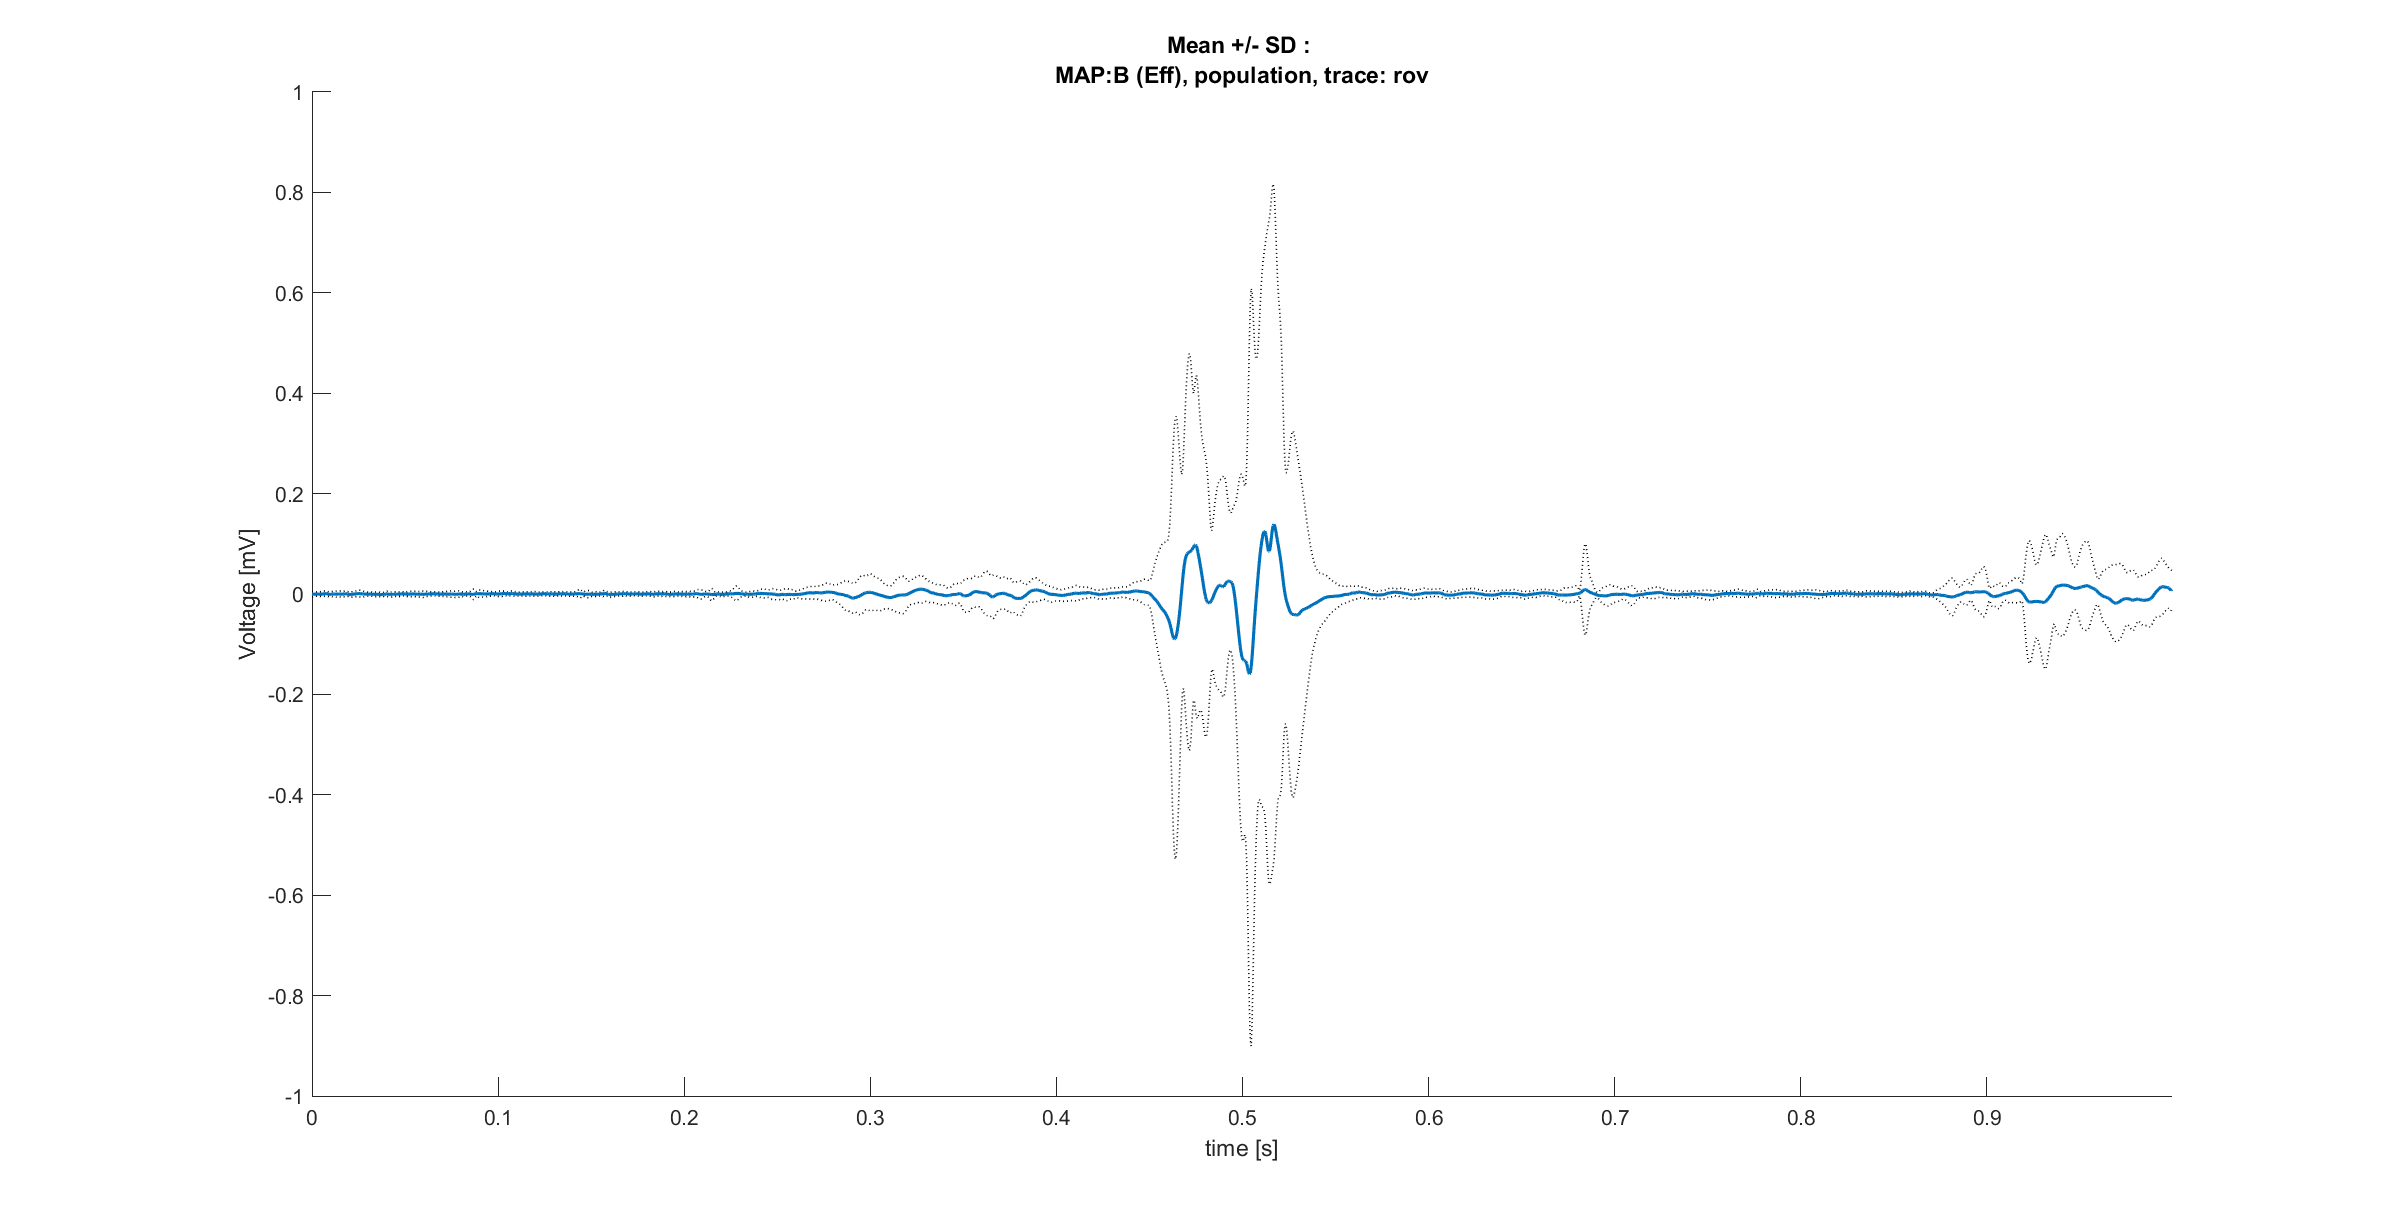 Mean +/- SD :
MAP:B (Eff), population, trace: rov
1
0.8
0.6
0.4
0.2
0
-0.2
-0.4
-0.6
-0.8
-1
Voltage [mV]
0 0.1 0.2 0.3 0.4 0.5 0.6 0.7 0.8 0.9
time [s]